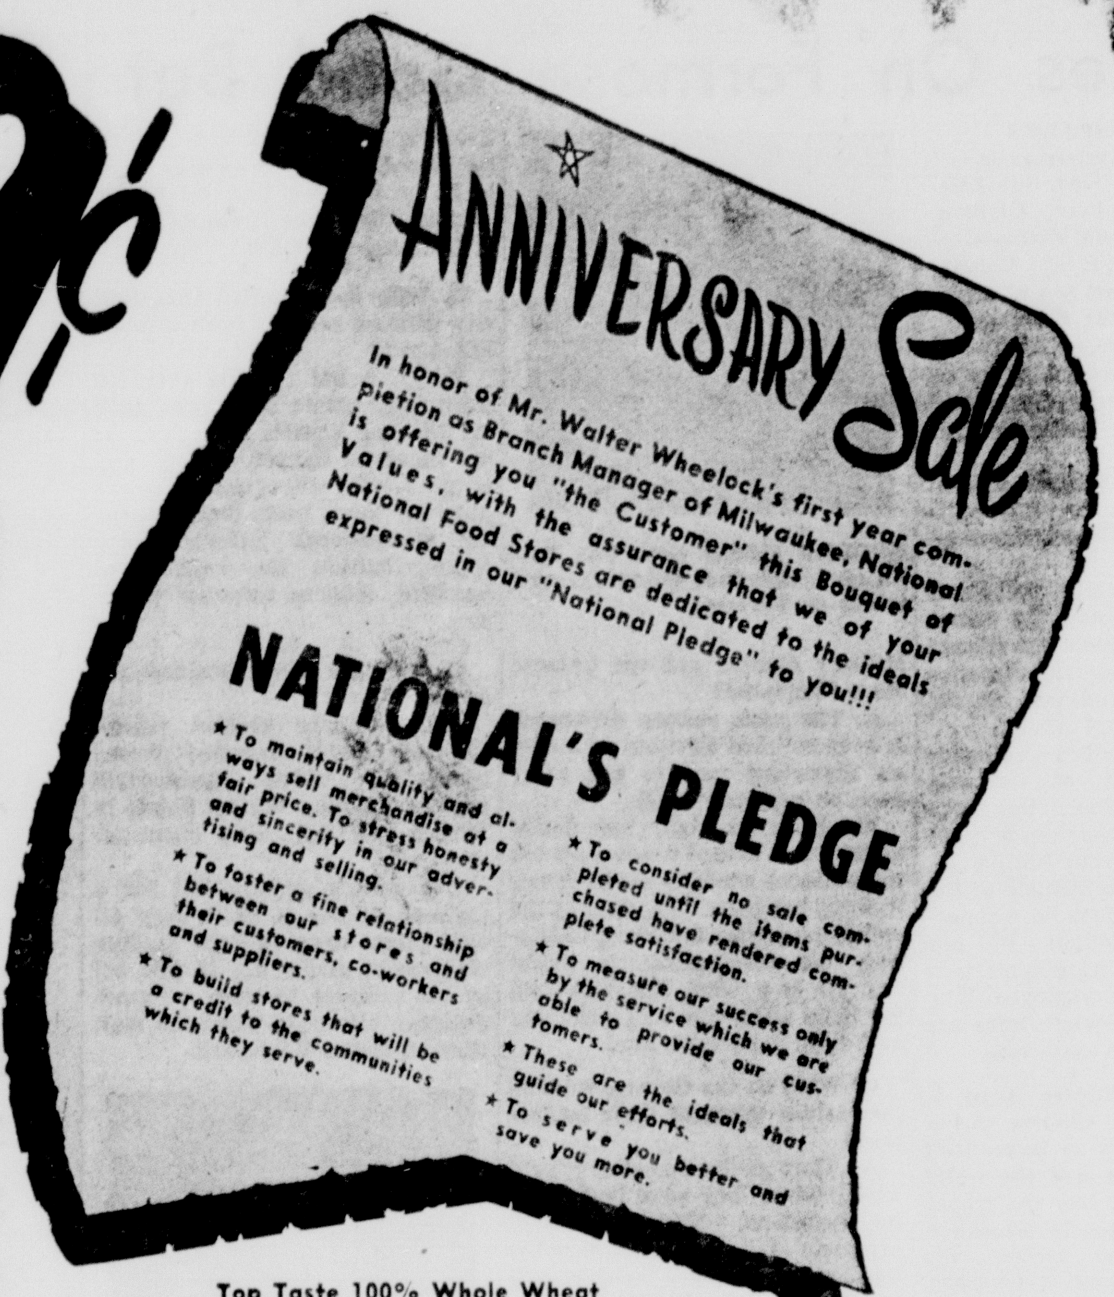 ¢
ANNIVERSARY Sale
In honor of Mr. Walter Wheelock's first year com-
pletion as Branch Manager of Milwaukee, National
is offering you "the Customer" this Bouquet of
Values, with the assurance that we of your
National Food Stores are dedicated to the ideals
expressed in our "National Pledge" to you!!!
NATIONAL'S PLEDGE
★ To maintain quality and al-
ways sell merchandise at a
fair price. To stress honesty
and sincerity in our adver-
tising and selling.
★ To foster a fine relationship
between our stores and
their customers, co-workers
and suppliers.
★ To build stores that will be
a credit to the communities
which they serve.
★ To consider no sale com-
pleted until the items pur-
chased have rendered com-
plete satisfaction.
★ To measure our success only
by the service which we are
able to provide our cus-
tomers.
★ These are the ideals that
guide our efforts.
★ To serve you better and
save you more.
Top Taste 100% Whole Wheat